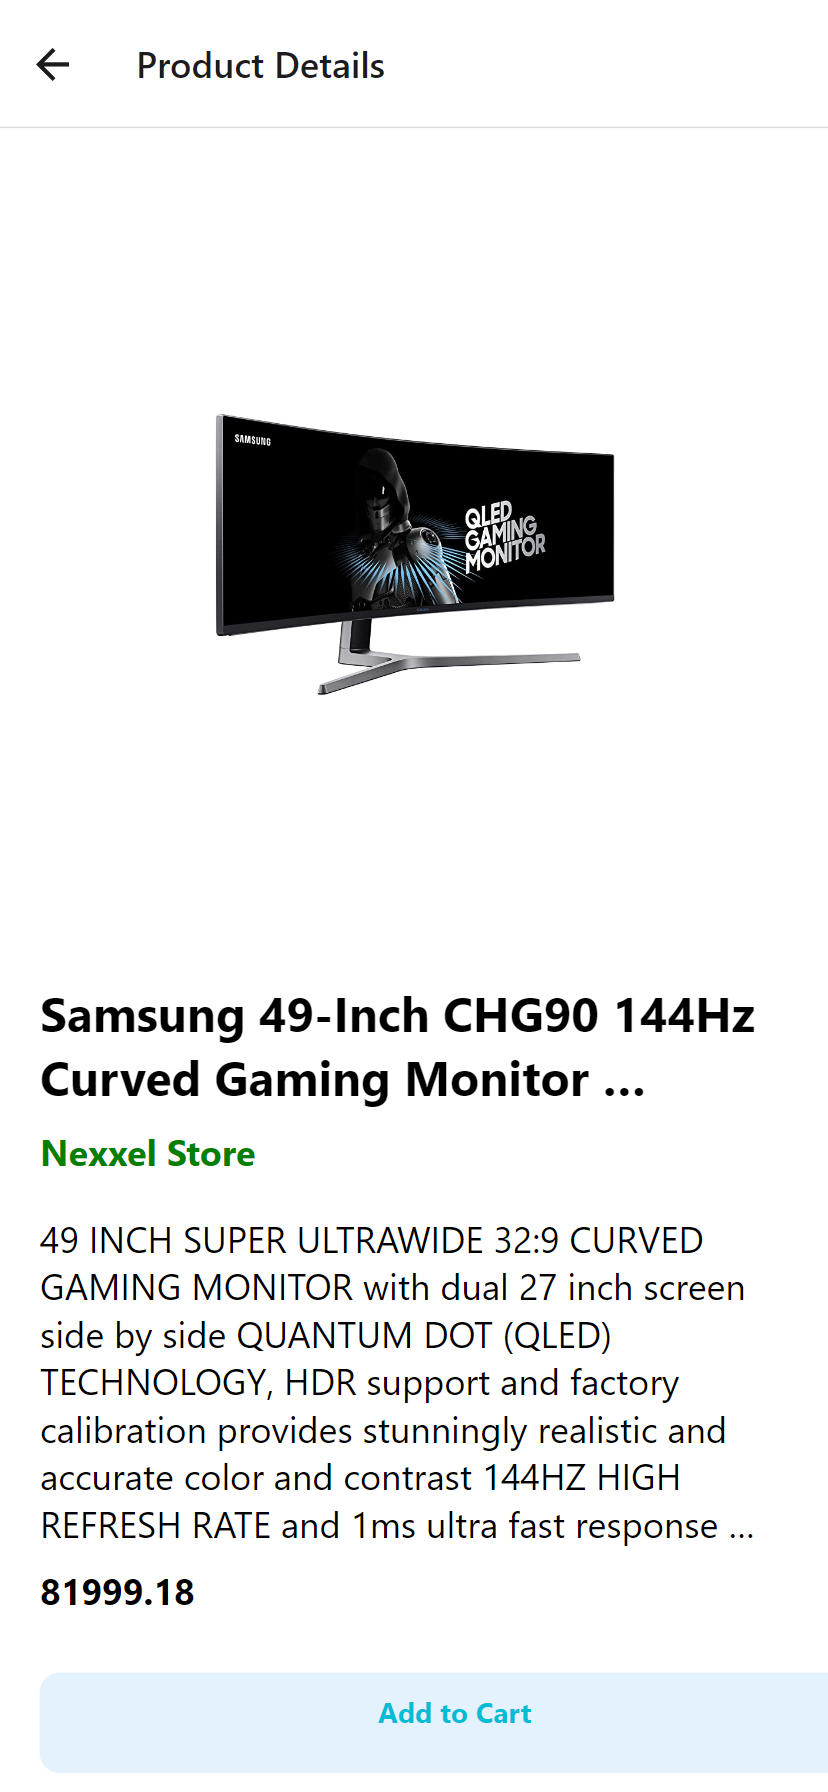 Product Details
SAMSUNG
QLED
GAMING
MONITOR
Samsung 49-Inch CHG90 144Hz
Curved Gaming Monitor ...
Nexxel Store
49 INCH SUPER ULTRAWIDE 32:9 CURVED
GAMING MONITOR with dual 27 inch screen
side by side QUANTUM DOT (QLED)
TECHNOLOGY, HDR support and factory
calibration provides stunningly realistic and
accurate color and contrast 144HZ HIGH
REFRESH RATE and 1ms ultra fast response ...
81999.18
Add to Cart